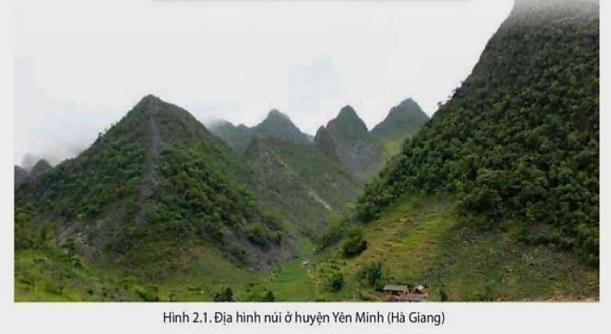 Hình 2.1. Địa hình núi ở huyện Yên Minh (Hà Giang)